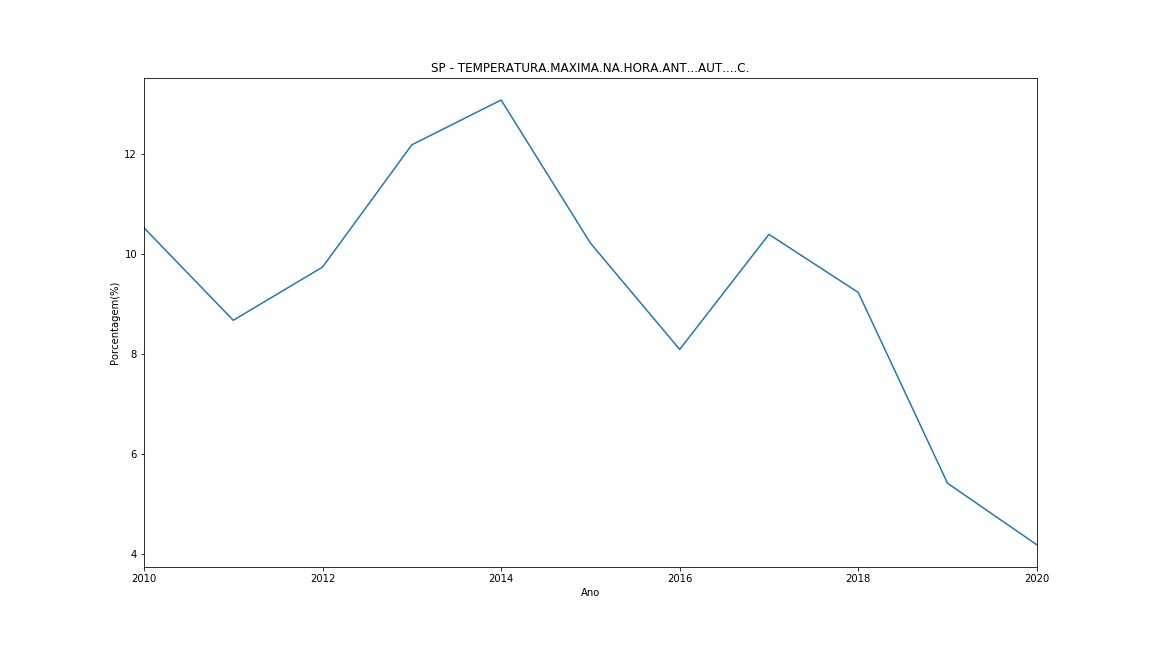 SP - TEMPERATURA.MAXIMA.NA.HORA.ANT...AUT....C.
12
10
8
6
4
Porcentagem(%)
2010 2012 2014 2016 2018 2020
Ano